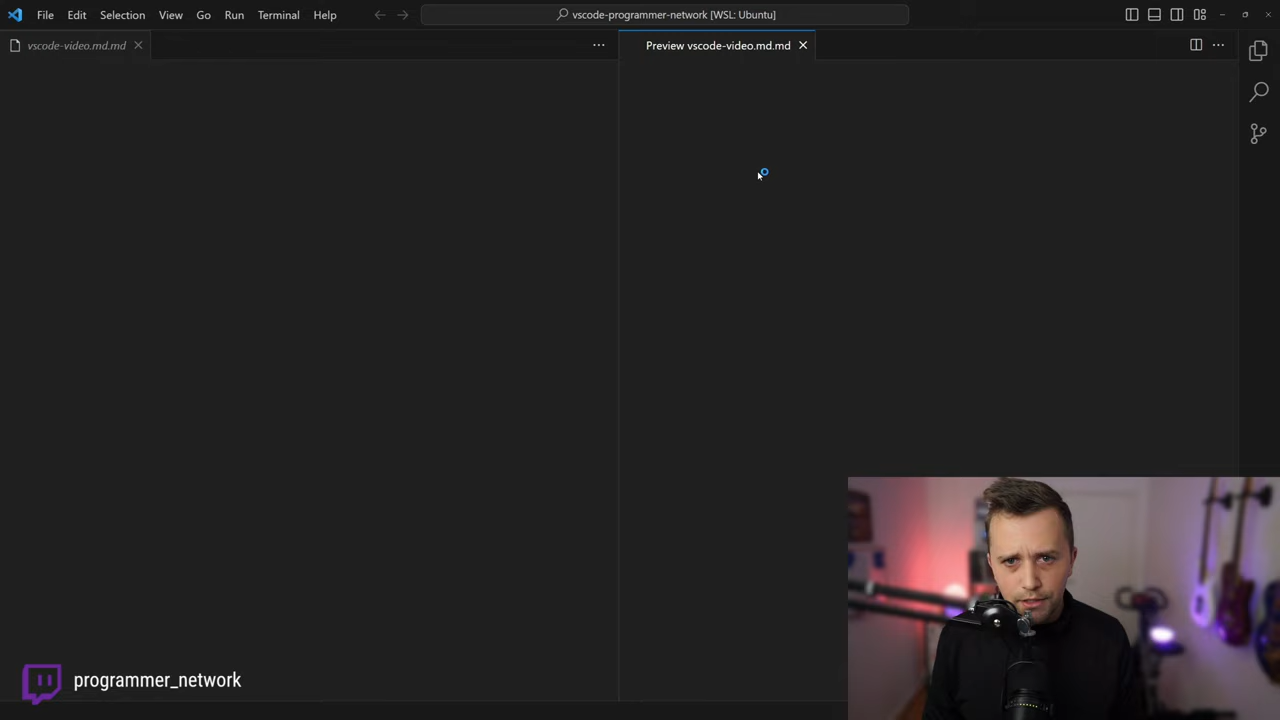 File Edit Selection View Go Run Terminal Help
vscode-programmer-network [WSL: Ubuntu]
vscode-video.md.md
Preview vscode-video.md.md
programmer_network